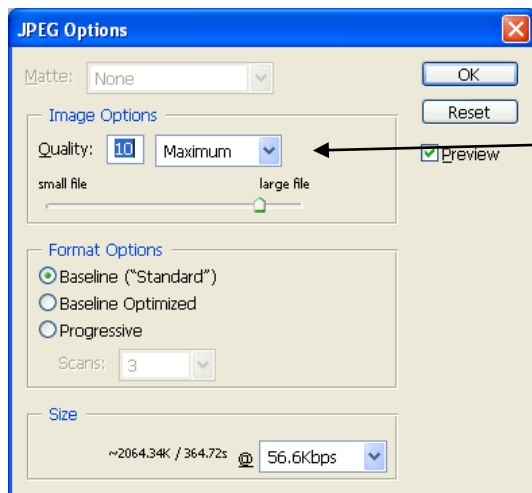 JPEG Options
Matte: None
OK
Image Options
Reset
Quality: 10 Maximum
Preview
small file large file
Format Options
Baseline ("Standard")
Baseline Optimized
Progressive
Scans: 3
Size
~2064.34K / 364.72s @ 56.6Kbps